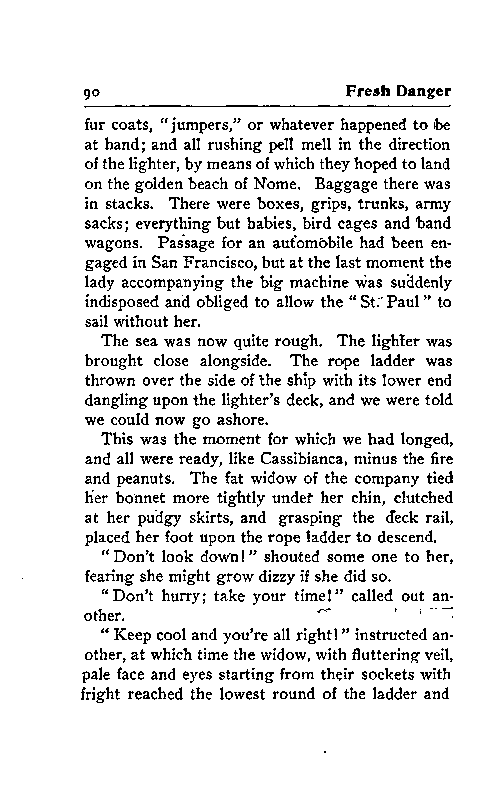 90 Fresh Danger
fur coats, "jumpers," or whatever happened to be
at hand; and all rushing pell mell in the direction
of the lighter, by means of which they hoped to land
on the golden beach of Nome. Baggage there was
in stacks. There were boxes, grips, trunks, army
sacks; everything but babies, bird cages and band
wagons. Passage for an automobile had been en-
gaged in San Francisco, but at the last moment the
lady accompanying the big machine was suddenly
indisposed and obliged to allow the "St. Paul" to
sail without her.
The sea was now quite rough. The lighter was
brought close alongside. The rope ladder was
thrown over the side of the ship with its lower end
dangling upon the lighter's deck, and we were told
we could now go ashore.
This was the moment for which we had longed,
and all were ready, like Cassibianca, minus the fire
and peanuts. The fat widow of the company tied
her bonnet more tightly under her chin, clutched
at her pudgy skirts, and grasping the deck rail,
placed her foot upon the rope ladder to descend.
"Don't look down!" shouted some one to her,
fearing she might grow dizzy if she did so.
"Don't hurry; take your time!" called out an-
other.
"Keep cool and you're all right!" instructed an-
other, at which time the widow, with fluttering veil,
pale face and eyes starting from their sockets with
fright reached the lowest round of the ladder and